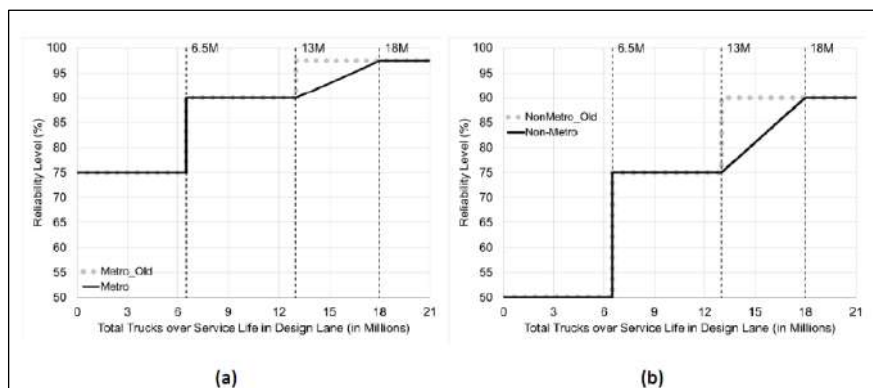 6.5M 13M 18M
100
95
90
85
80
75
70
65
60
55
50
Reliability Level (%)
Metro_Old
Metro
0 3 6 9 12 15 18 21
Total Trucks over Service Life in Design Lane (in Millions)
(a)
6.5M 13M 18M
100
95
90
85
80
75
70
65
60
55
50
Reliability Level (%)
NonMetro_Old
Non-Metro
0 3 6 9 12 15 18 21
Total Trucks over Service Life in Design Lane (in Millions)
(b)